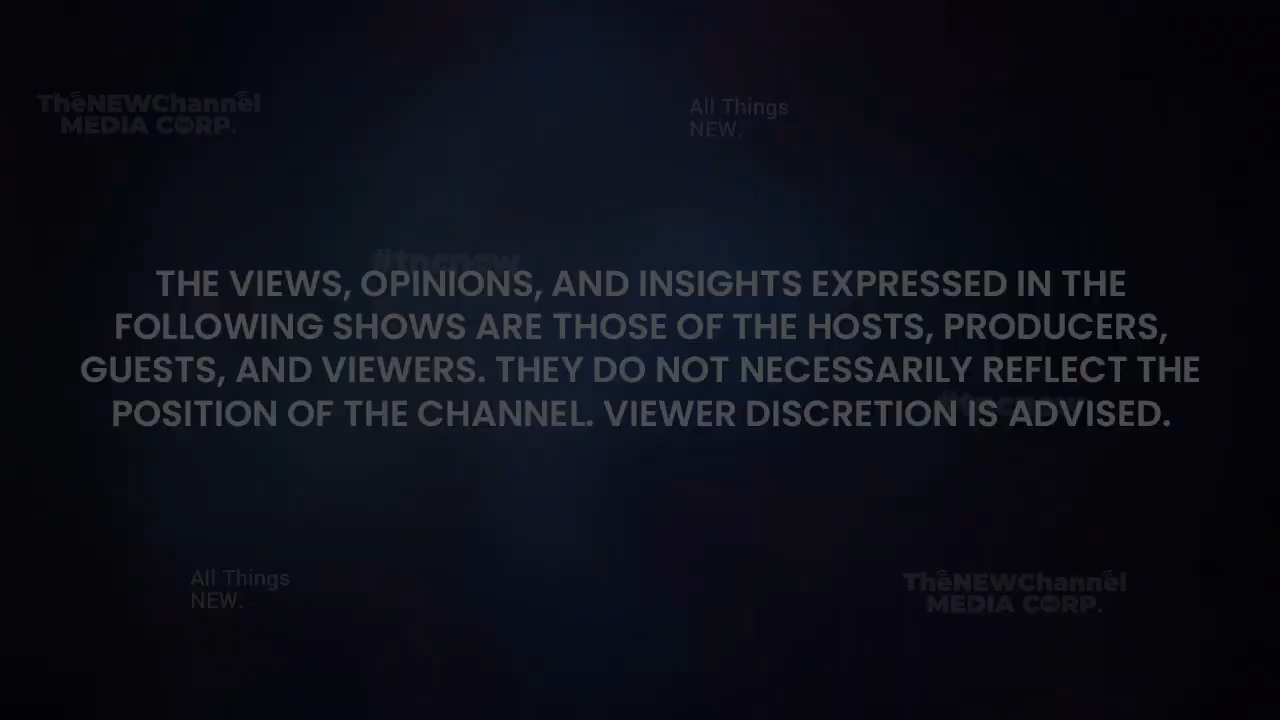 TheNEWChannel
MEDIA CORP.
All Things
NEW.
#tncnow
THE VIEWS, OPINIONS, AND INSIGHTS EXPRESSED IN THE
FOLLOWING SHOWS ARE THOSE OF THE HOSTS, PRODUCERS,
GUESTS, AND VIEWERS. THEY DO NOT NECESSARILY REFLECT THE
POSITION OF THE CHANNEL. VIEWER DISCRETION IS ADVISED.
All Things
NEW.
TheNEWChannel
MEDIA CORP.